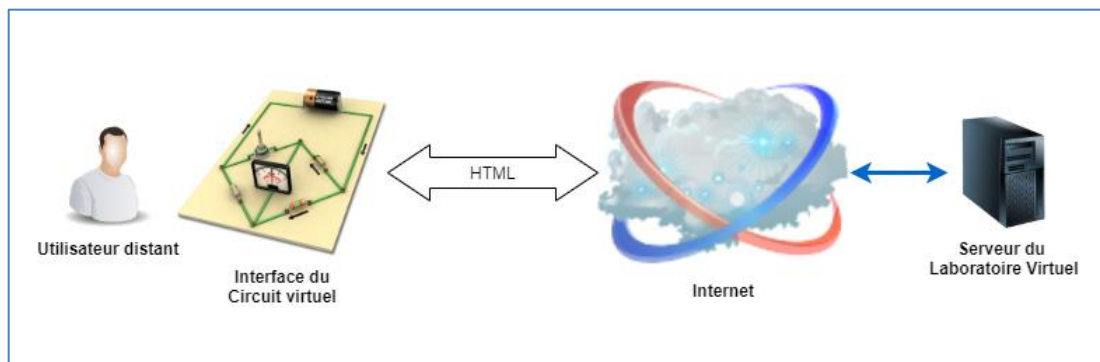 HTML
Utilisateur distant
Interface du
Circuit virtuel
Internet
Serveur du
Laboratoire Virtuel